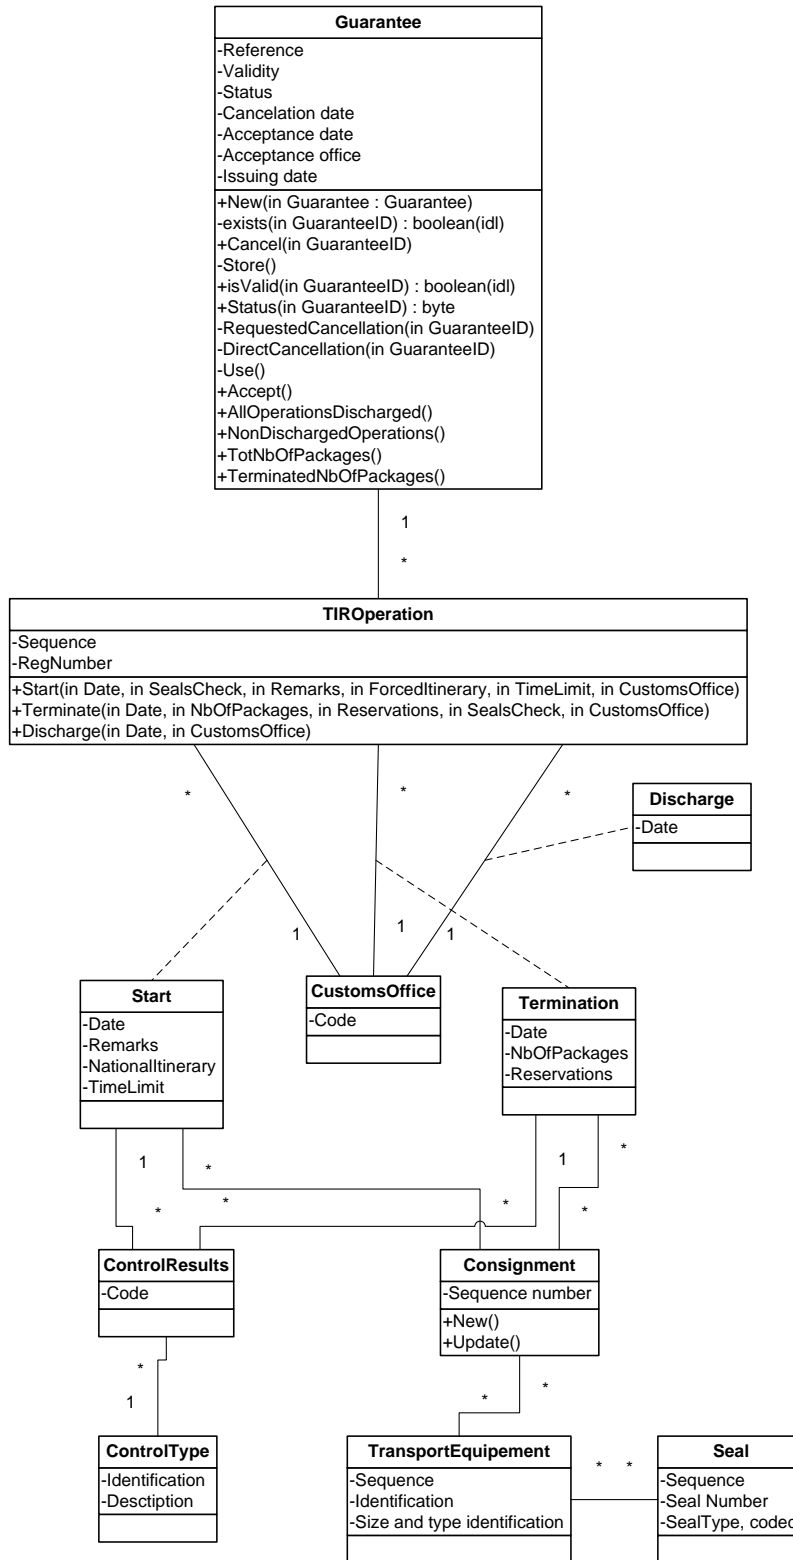 Guarantee
-Reference
-Validity
-Status
-Cancelation date
-Acceptance date
-Acceptance office
-Issuing date
+New(in Guarantee : Guarantee)
-exists(in GuaranteeID) : boolean(idl)
+Cancel(in GuaranteeID)
-Store()
+isValid(in GuaranteeID) : boolean(idl)
+Status(in GuaranteeID) : byte
-RequestedCancellation(in GuaranteeID)
-DirectCancellation(in GuaranteeID)
-Use()
+Accept()
+AllOperationsDischarged()
+NonDischargedOperations()
+TotNbOfPackages()
+TerminatedNbOfPackages()
1
*
TIROperation
-Sequence
-RegNumber
+Start(in Date, in SealsCheck, in Remarks, in ForcedItinerary, in TimeLimit, in CustomsOffice)
+Terminate(in Date, in NbOfPackages, in Reservations, in SealsCheck, in CustomsOffice)
+Discharge(in Date, in CustomsOffice)
* * *
Discharge
-Date
1 1 1
Start
-Date
-Remarks
-NationalItinerary
-TimeLimit
CustomsOffice
-Code
Termination
-Date
-NbOfPackages
-Reservations
1 * 1 *
* * * *
ControlResults
-Code
Consignment
-Sequence number
+New()
+Update()
*
1
* *
ControlType
-Identification
-Desctiption
TransportEquipement
-Sequence
-Identification
-Size and type identification
* *
Seal
-Sequence
-Seal Number
-SealType, coded